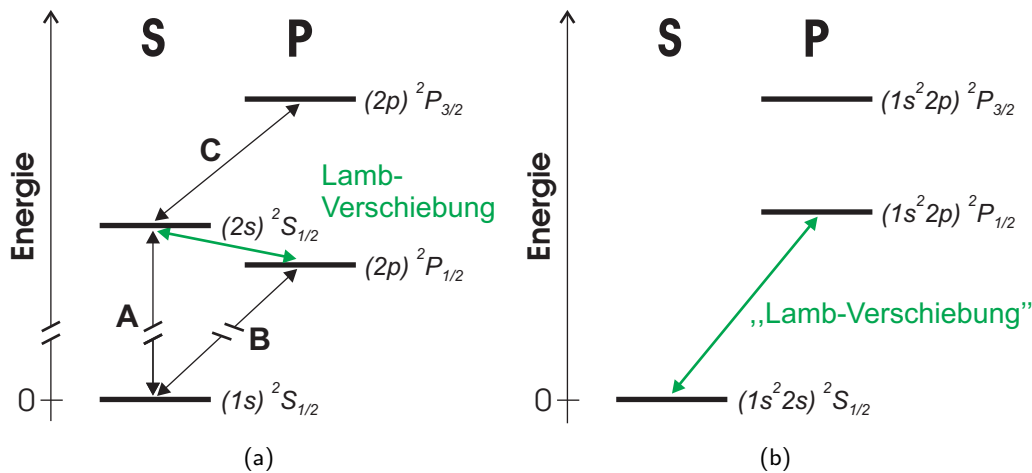 S P
Energie
(2p) ²P₃/₂
C
Lamb-
Verschiebung
(2s) ²S₁/₂
(2p) ²P₁/₂
A
B
0
(1s) ²S₁/₂
(a)
S P
Energie
(1s²2p) ²P₃/₂
(1s²2p) ²P₁/₂
,,Lamb-Verschiebung”
0
(1s²2s) ²S₁/₂
(b)